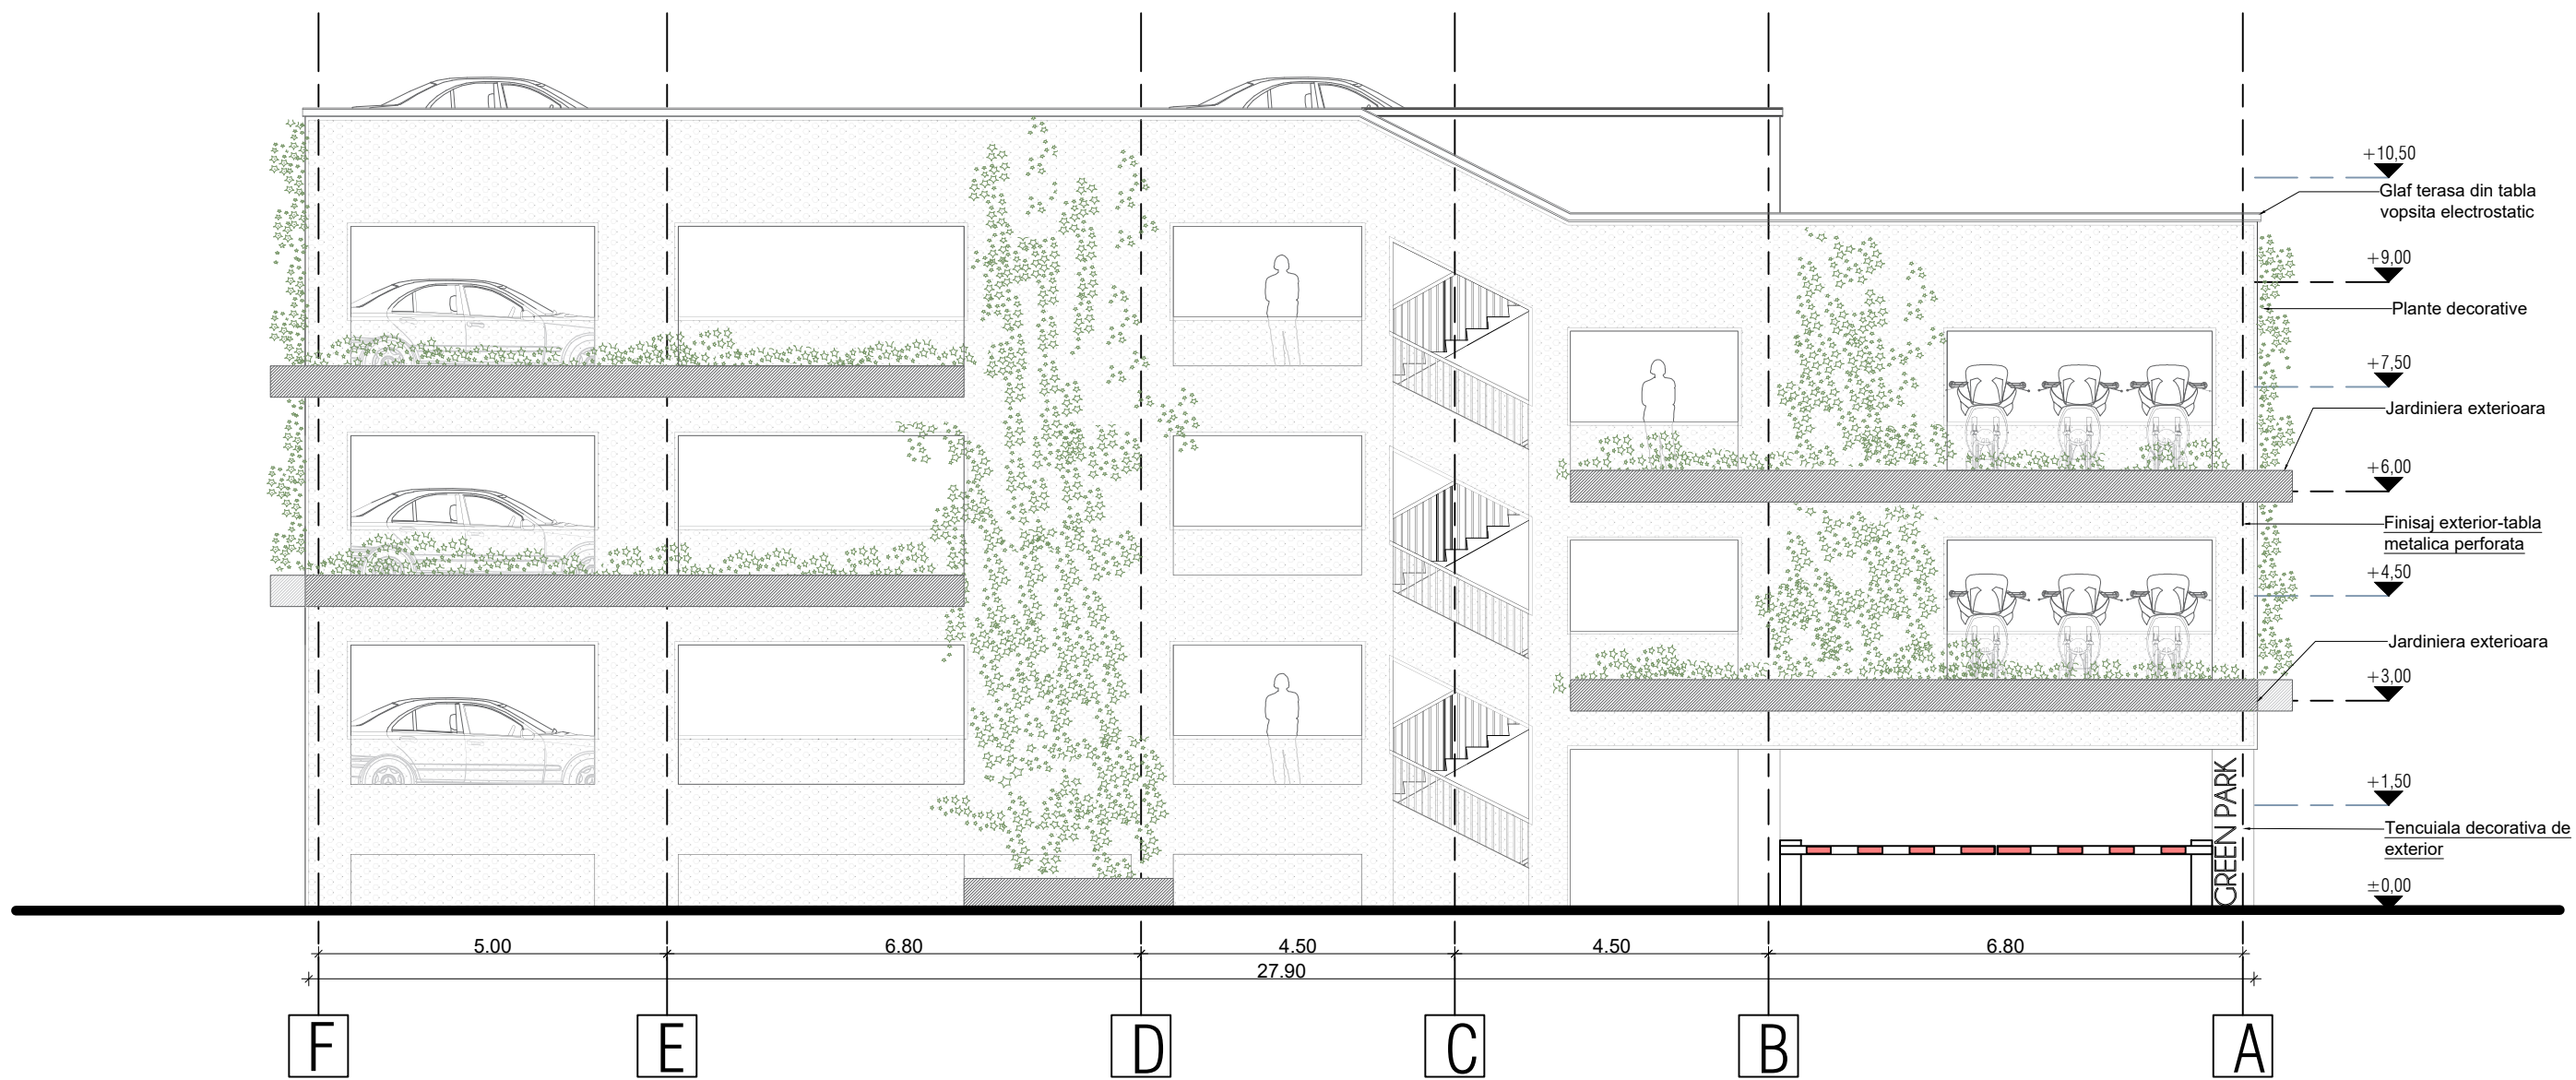 +10,50
Glaf terasa din tabla
vopsita electrostatic
+9,00
Plante decorative
+7,50
Jardiniera exterioara
+6,00
Finisaj exterior-tabla
metalica perforata
+4,50
Jardiniera exterioara
+3,00
+1,50
Tencuiala decorativa de
exterior
±0,00
GREEN PARK
5.00
6.80
4.50
4.50
6.80
27.90
F
E
D
C
B
A